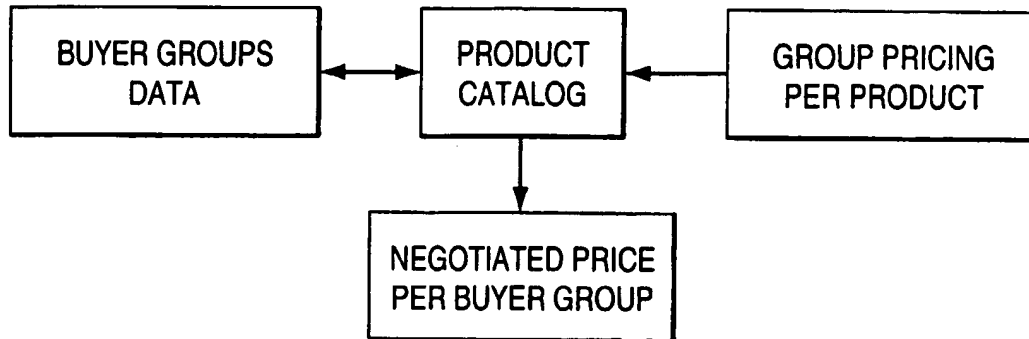 BUYER GROUPS
DATA
PRODUCT
CATALOG
GROUP PRICING
PER PRODUCT
NEGOTIATED PRICE
PER BUYER GROUP